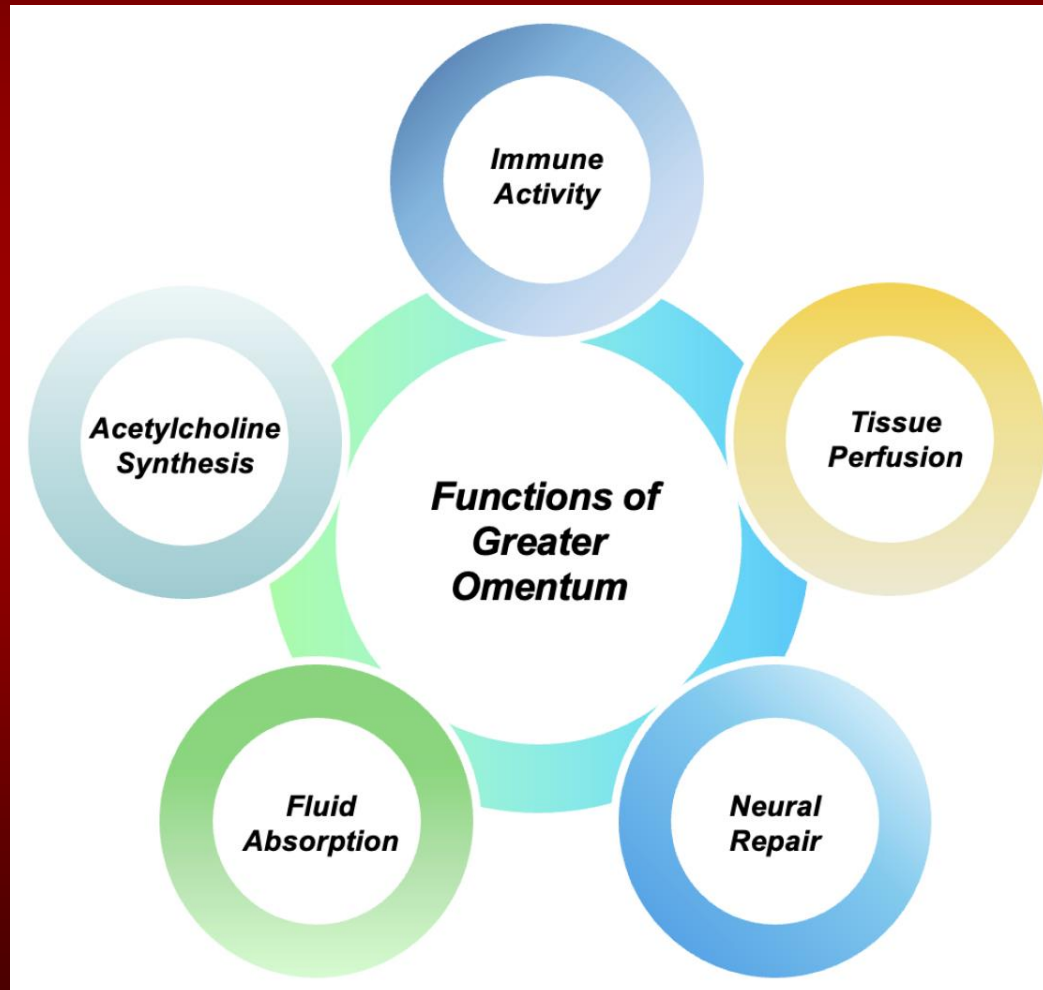 Immune
Activity
Acetylcholine
Synthesis
Tissue
Perfusion
Functions of
Greater
Omentum
Fluid
Absorption
Neural
Repair